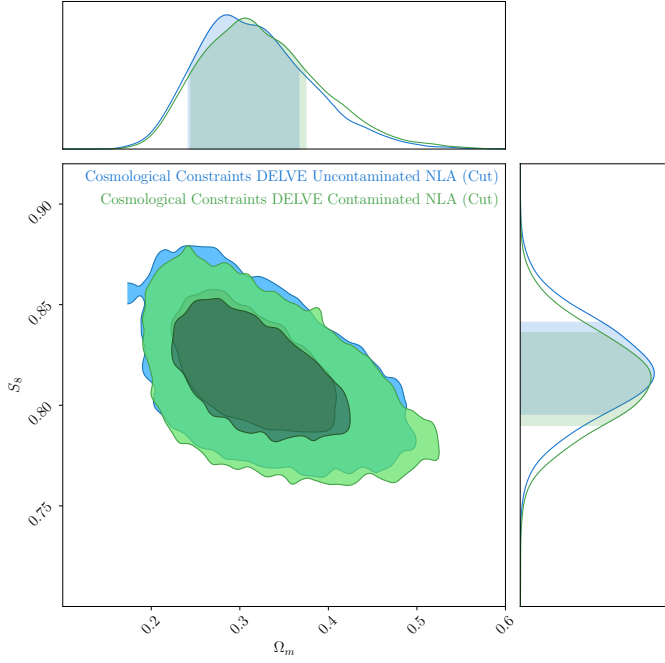 Cosmological Constraints DELVE Uncontaminated NLA (Cut)
Cosmological Constraints DELVE Contaminated NLA (Cut)
0.90
0.85
0.80
0.75
S₈
0.2 0.3 0.4 0.5 0.6
Ωₘ